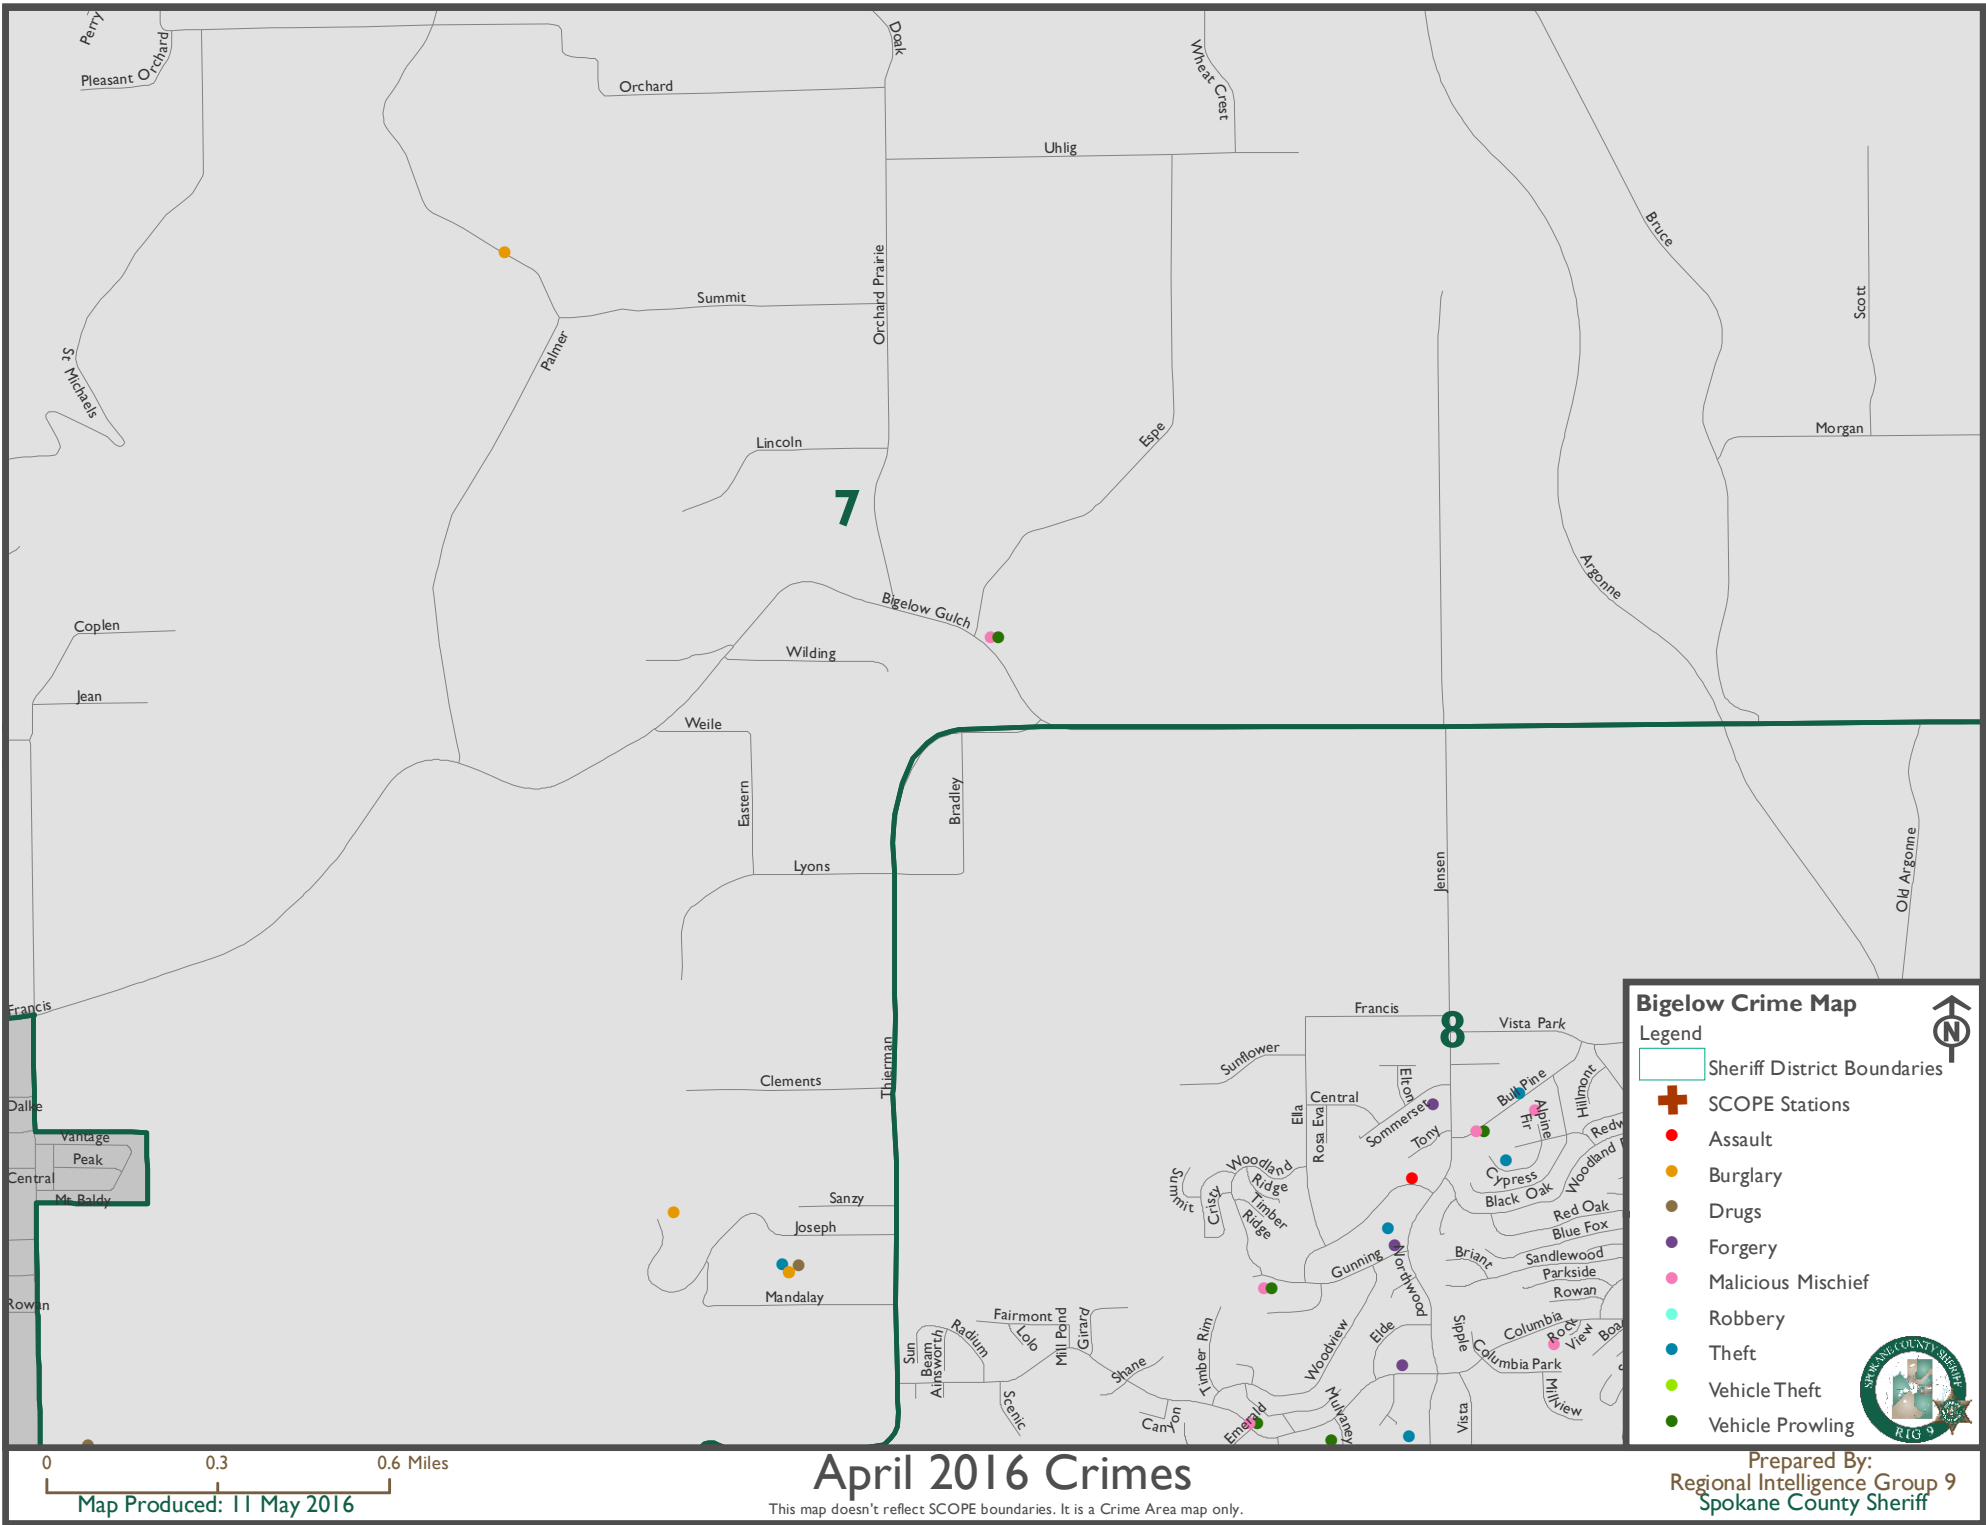 Perry
Pleasant Orchard
Doak
Wheat Crest
Orchard
Uhlig
Bruce
Scott
Orchard Prairie
Summit
Palmer
St Michaels
Morgan
Lincoln
Espe
7
Argonne
Bigelow Gulch
Coplen
Wilding
Jean
Weile
Eastern
Bradley
Lyons
Jensen
Old Argonne
Francis
Francis
8
Vista Park
Thierman
Sunflower
Clements
Elton
Bull Pine
Hillmont
Central
Dalke
Ella
Rosa Eva
Sommerset
Tony
Alpine
Fir
Redw
Vantage
Peak
Central
Mt Baldy
Woodland
Ridge
Summit
Cristy
Timber
Ridge
Cypress
Black Oak
Woodland
Red Oak
Blue Fox
Sanzy
Joseph
Mandalay
Gunning
Northwood
Briant
Sandlewood
Parkside
Rowan
Rowan
Fairmont
Lolo
Mill Pond
Girard
Radium
Sun
Beam
Ainsworth
Scenic
Shane
Canyon
Timber Rim
Emerald
Woodview
Mulvaney
Elde
Sipple
Columbia
Rock
View
Boa
Columbia Park
Millview
Vista
Bigelow Crime Map
Legend
N
Sheriff District Boundaries
SCOPE Stations
Assault
Burglary
Drugs
Forgery
Malicious Mischief
Robbery
Theft
Vehicle Theft
Vehicle Prowling
SPOKANE COUNTY SHERIFF
RIG 9
0 0.3 0.6 Miles
Map Produced: 11 May 2016
April 2016 Crimes
This map doesn't reflect SCOPE boundaries. It is a Crime Area map only.
Prepared By:
Regional Intelligence Group 9
Spokane County Sheriff